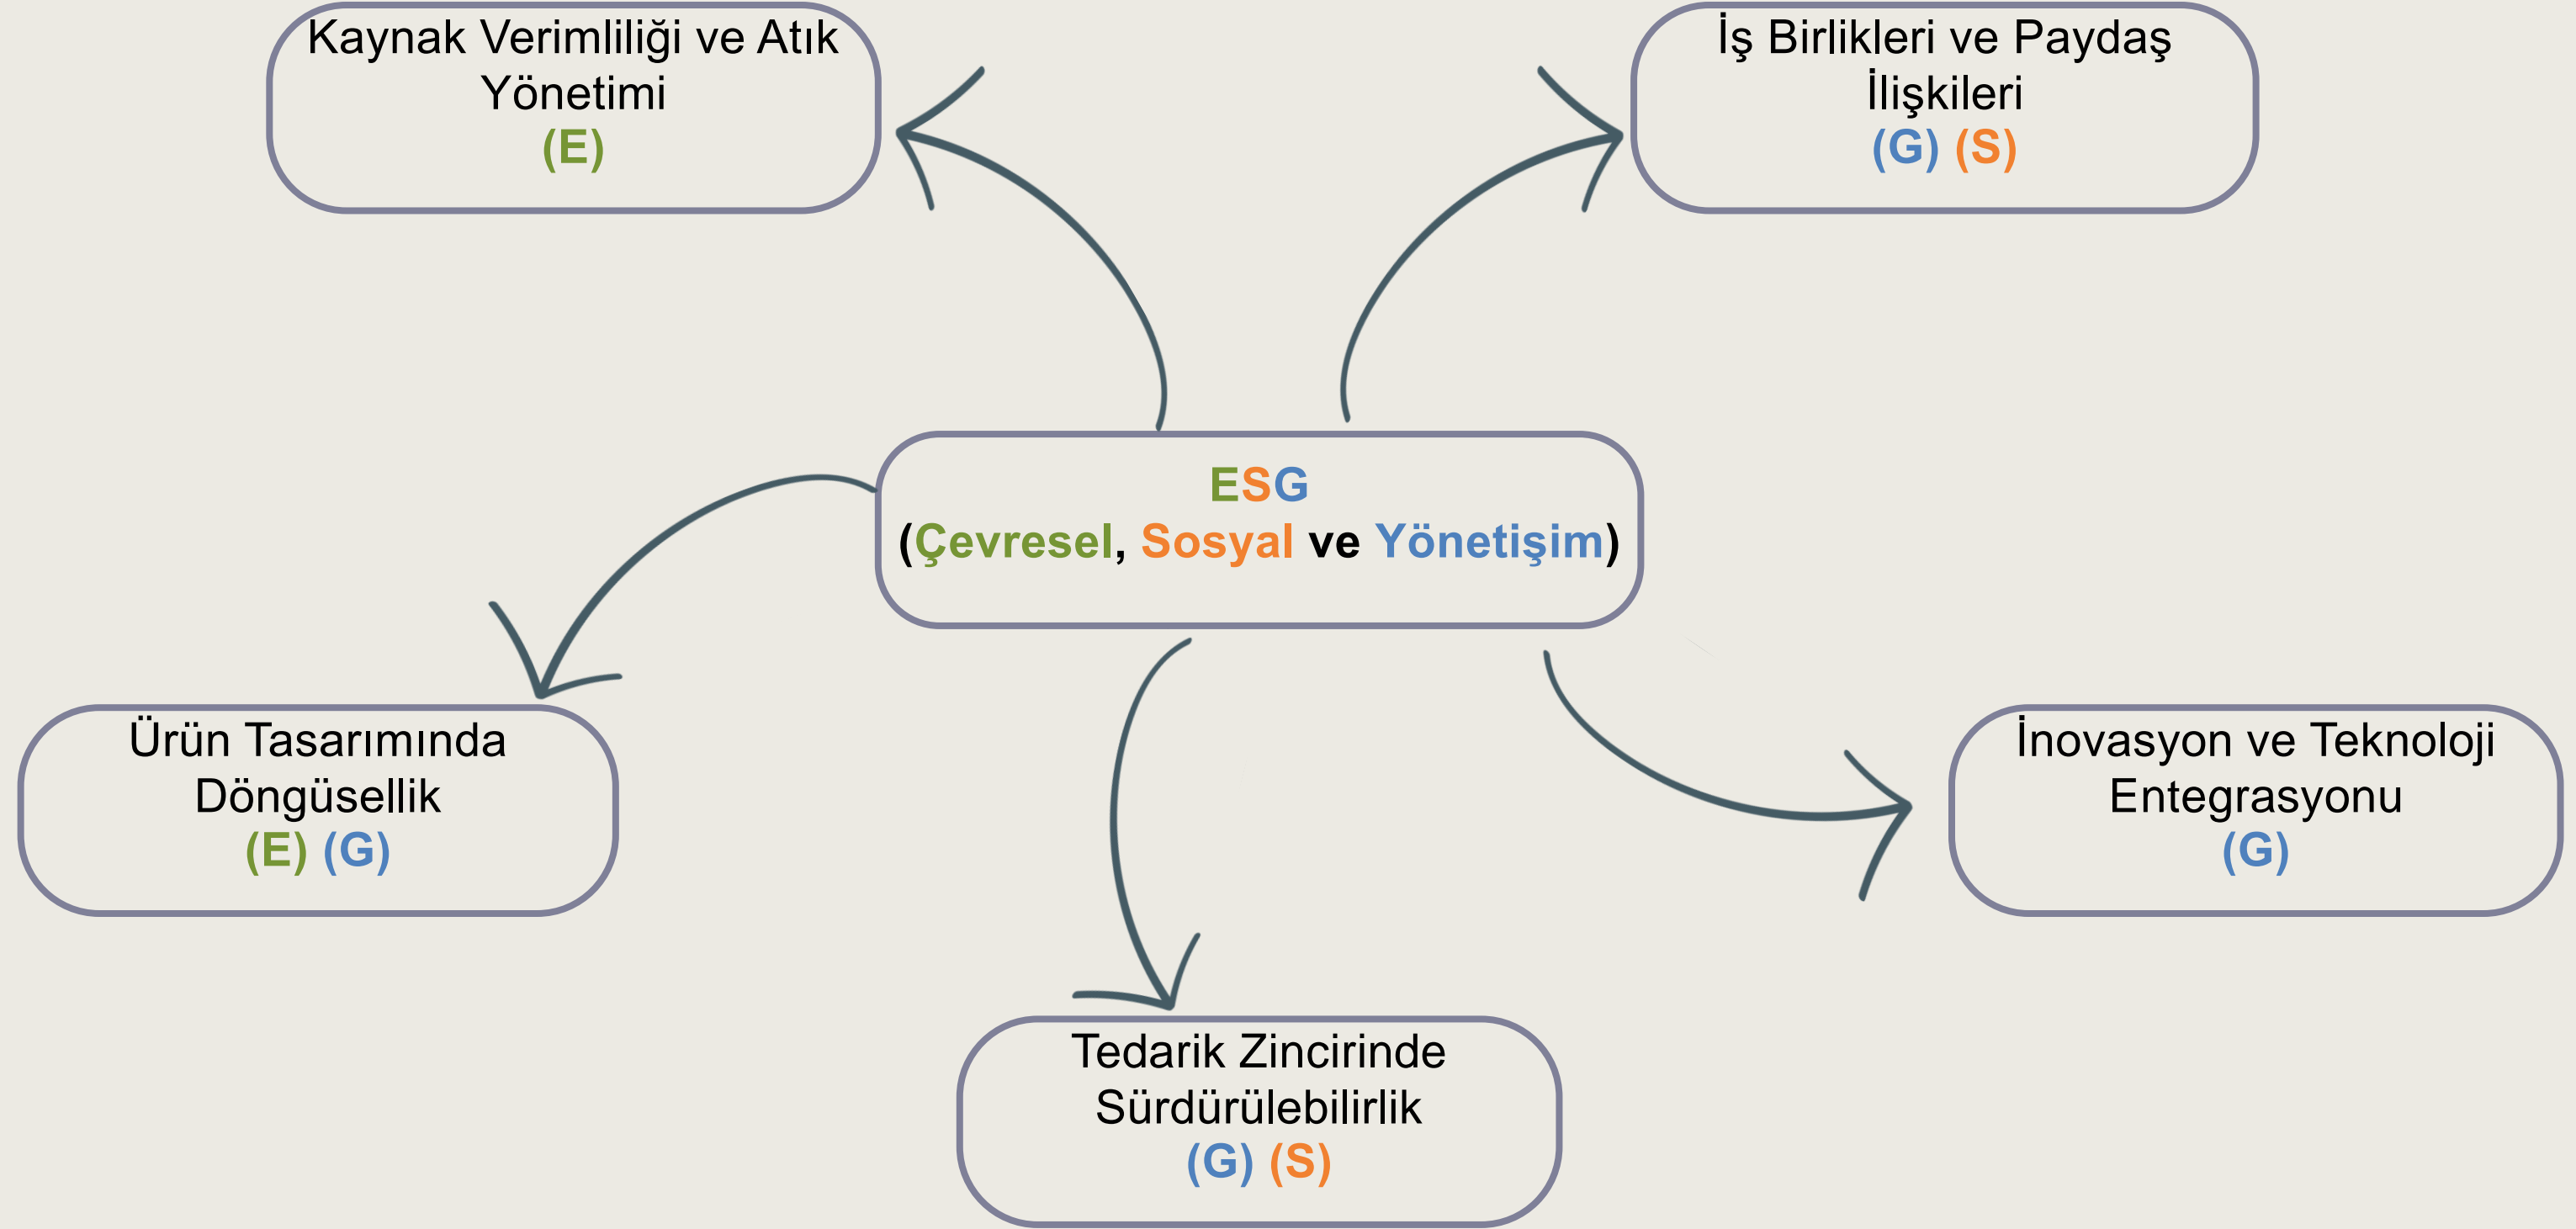 Kaynak Verimliliği ve Atık
Yönetimi
(E)
İş Birlikleri ve Paydaş
İlişkileri
(G) (S)
ESG
(Çevresel, Sosyal ve Yönetişim)
Ürün Tasarımında
Döngüsellik
(E) (G)
İnovasyon ve Teknoloji
Entegrasyonu
(G)
Tedarik Zincirinde
Sürdürülebilirlik
(G) (S)